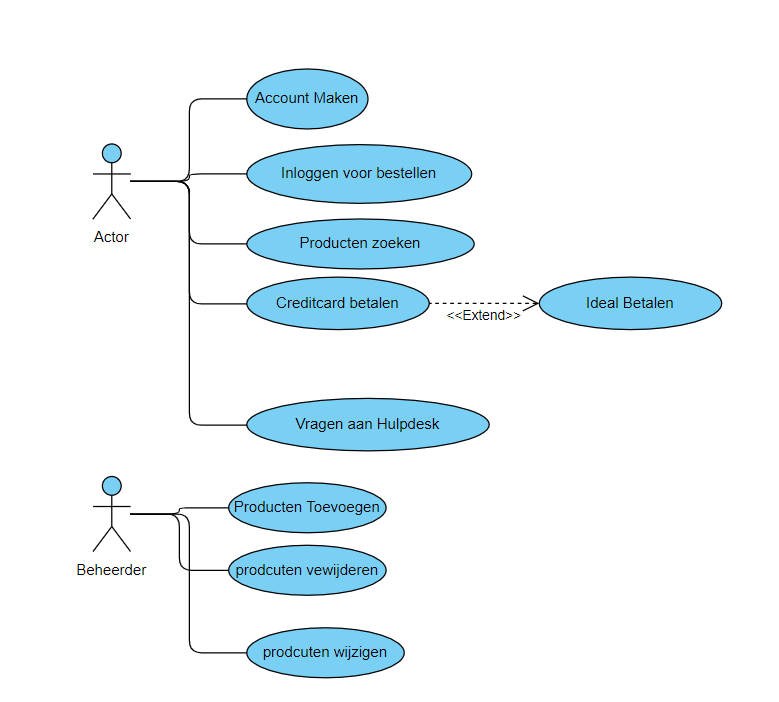 Account Maken
Inloggen voor bestellen
Actor
Producten zoeken
Creditcard betalen
<<Extend>>
Ideal Betalen
Vragen aan Hulpdesk
Producten Toevoegen
Beheerder
prodcuten vewijderen
prodcuten wijzigen